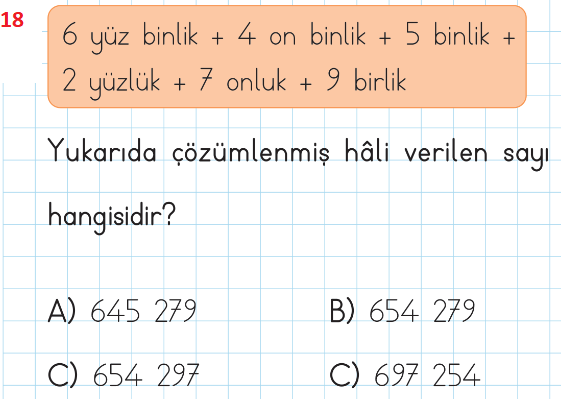 18
6 yüz binlik + 4 on binlik + 5 binlik +
2 yüzlük + 7 onluk + 9 birlik
Yukarıda çözümlenmiş hâli verilen sayı
hangisidir?
A) 645 279 B) 654 279
C) 654 297 C) 697 254